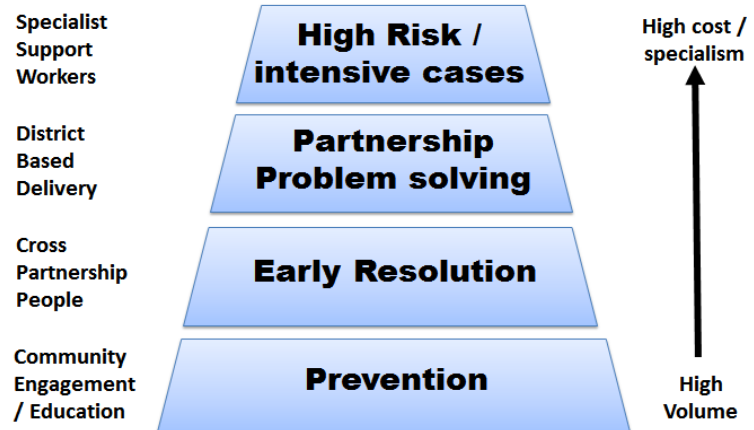 Specialist
Support
Workers
High Risk /
intensive cases
High cost /
specialism
District
Based
Delivery
Partnership
Problem solving
Cross
Partnership
People
Early Resolution
Community
Engagement
/ Education
Prevention
High
Volume